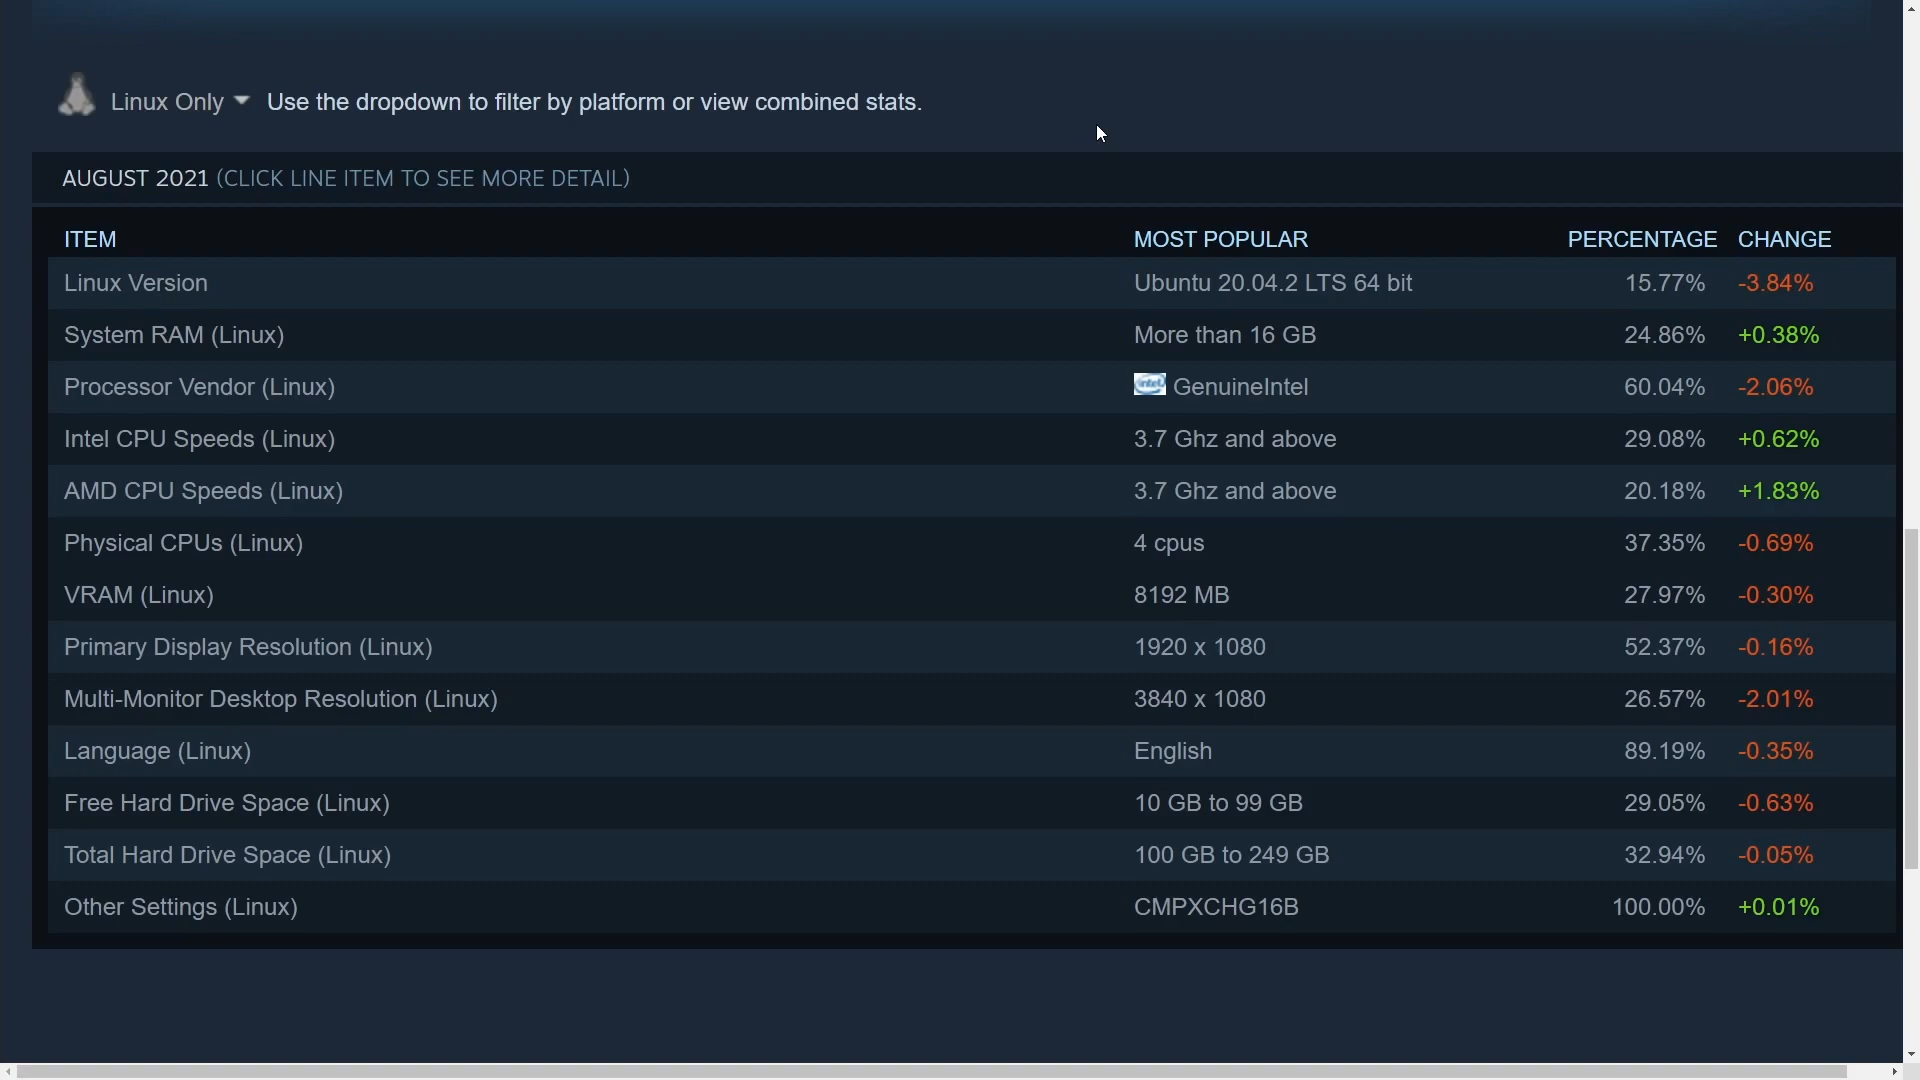 Linux Only Use the dropdown to filter by platform or view combined stats.
AUGUST 2021 (CLICK LINE ITEM TO SEE MORE DETAIL)
ITEM MOST POPULAR PERCENTAGE CHANGE
Linux Version Ubuntu 20.04.2 LTS 64 bit 15.77% -3.84%
System RAM (Linux) More than 16 GB 24.86% +0.38%
Processor Vendor (Linux) intel GenuineIntel 60.04% -2.06%
Intel CPU Speeds (Linux) 3.7 Ghz and above 29.08% +0.62%
AMD CPU Speeds (Linux) 3.7 Ghz and above 20.18% +1.83%
Physical CPUs (Linux) 4 cpus 37.35% -0.69%
VRAM (Linux) 8192 MB 27.97% -0.30%
Primary Display Resolution (Linux) 1920 x 1080 52.37% -0.16%
Multi-Monitor Desktop Resolution (Linux) 3840 x 1080 26.57% -2.01%
Language (Linux) English 89.19% -0.35%
Free Hard Drive Space (Linux) 10 GB to 99 GB 29.05% -0.63%
Total Hard Drive Space (Linux) 100 GB to 249 GB 32.94% -0.05%
Other Settings (Linux) CMPXCHG16B 100.00% +0.01%